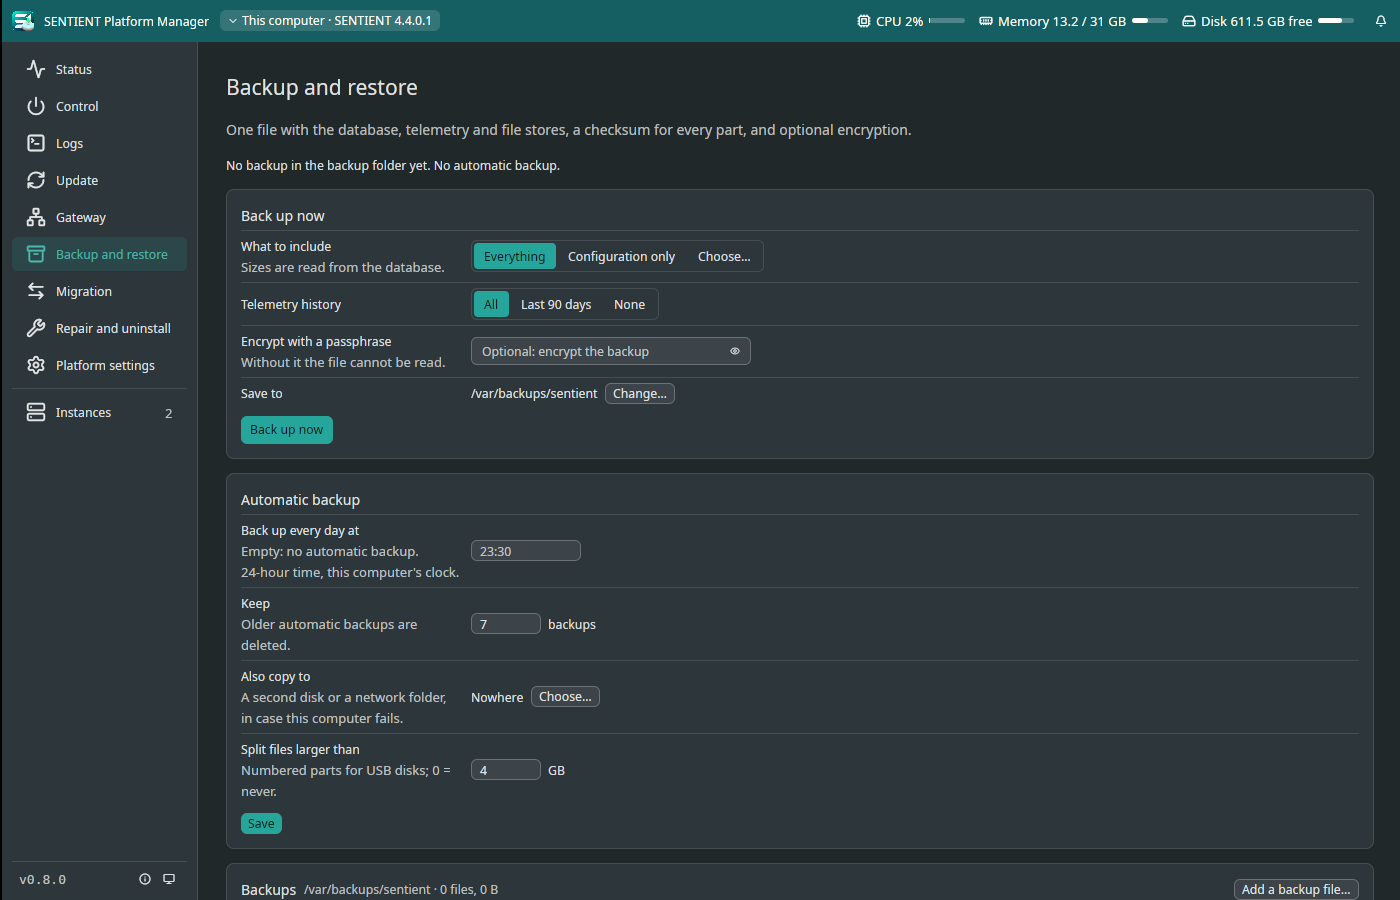 SENTIENT Platform Manager
This computer · SENTIENT 4.4.0.1
CPU 2%
Memory 13.2 / 31 GB
Disk 611.5 GB free
Status
Control
Logs
Update
Gateway
Backup and restore
Migration
Repair and uninstall
Platform settings
Instances 2
v0.8.0
Backup and restore
One file with the database, telemetry and file stores, a checksum for every part, and optional encryption.
No backup in the backup folder yet. No automatic backup.
Back up now
What to include
Sizes are read from the database.
Everything Configuration only Choose...
Telemetry history
All Last 90 days None
Encrypt with a passphrase
Without it the file cannot be read.
Optional: encrypt the backup
Save to
/var/backups/sentient Change...
Back up now
Automatic backup
Back up every day at
Empty: no automatic backup.
24-hour time, this computer's clock.
23:30
Keep
Older automatic backups are
deleted.
7 backups
Also copy to
A second disk or a network folder,
in case this computer fails.
Nowhere Choose...
Split files larger than
Numbered parts for USB disks; 0 =
never.
4 GB
Save
Backups /var/backups/sentient · 0 files, 0 B
Add a backup file...